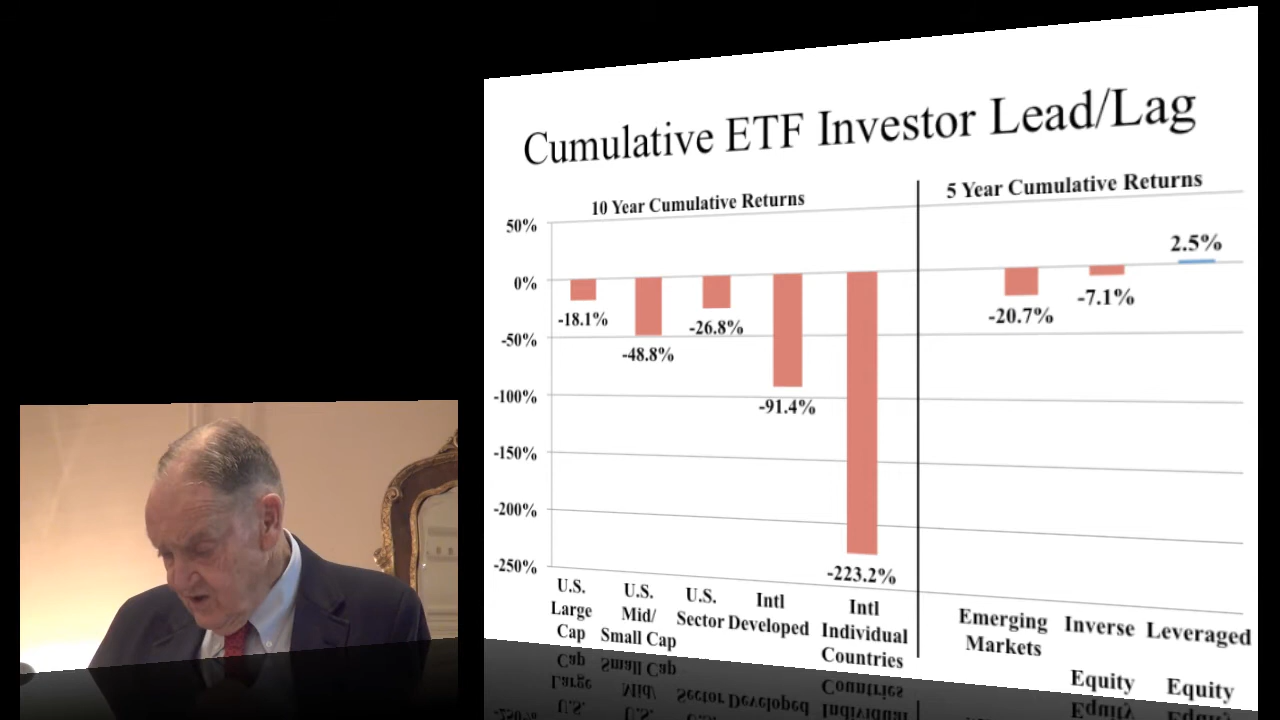 Cumulative ETF Investor Lead/Lag
10 Year Cumulative Returns
5 Year Cumulative Returns
50%
0%
-50%
-100%
-150%
-200%
-250%
-18.1%
-48.8%
-26.8%
-91.4%
-223.2%
-20.7%
-7.1%
2.5%
U.S.
Large
Cap
U.S.
Mid/
Small Cap
U.S.
Sector
Intl
Developed
Intl
Individual
Countries
Emerging
Markets
Inverse
Equity
Leveraged
Equity